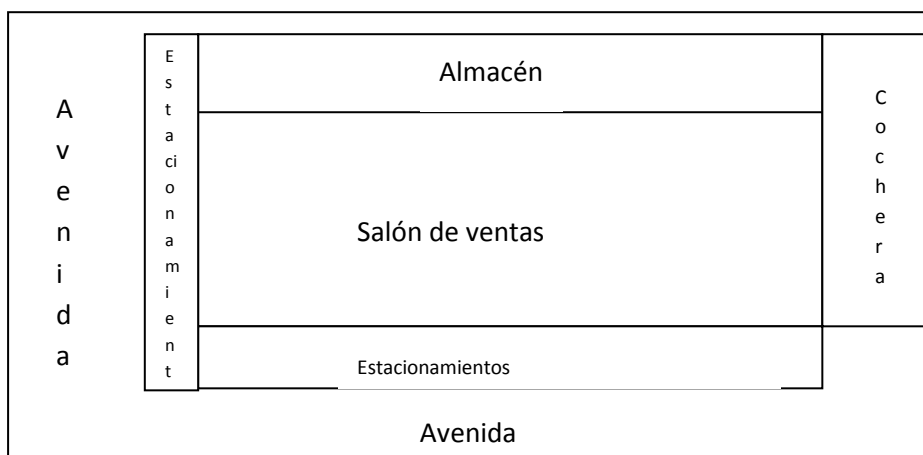 Avenida
Estacionamient
Almacén
Salón de ventas
Cochera
Estacionamientos
Avenida